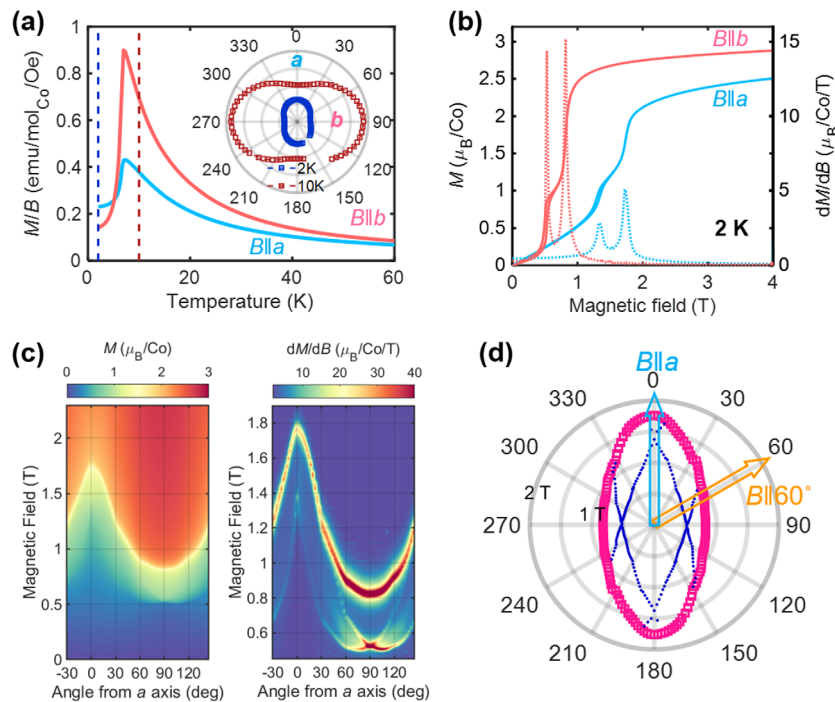 (a)
M/B (emu/mol_Co/Oe)
1
0.8
0.6
0.4
0.2
0
0 20 40 60
Temperature (K)
B∥b
B∥a
0
30
60
90
120
150
180
210
240
270
300
330
a
b
2K
10K
(b)
M (μ_B/Co)
3
2.5
2
1.5
1
0.5
0
0 1 2 3 4
Magnetic field (T)
15
10
5
0
dM/dB (μ_B/Co/T)
B∥b
B∥a
2 K
(c)
M (μ_B/Co)
0 1 2 3
Magnetic Field (T)
2
1.5
1
0.5
0
-30 0 30 60 90 120
Angle from a axis (deg)
dM/dB (μ_B/Co/T)
10 20 30 40
Magnetic Field (T)
1.8
1.6
1.4
1.2
1
0.8
0.6
-30 0 30 60 90 120
Angle from a axis (deg)
(d)
B∥a
0
30
60
90
120
150
180
210
240
270
300
330
B∥60°
2 T
1 T